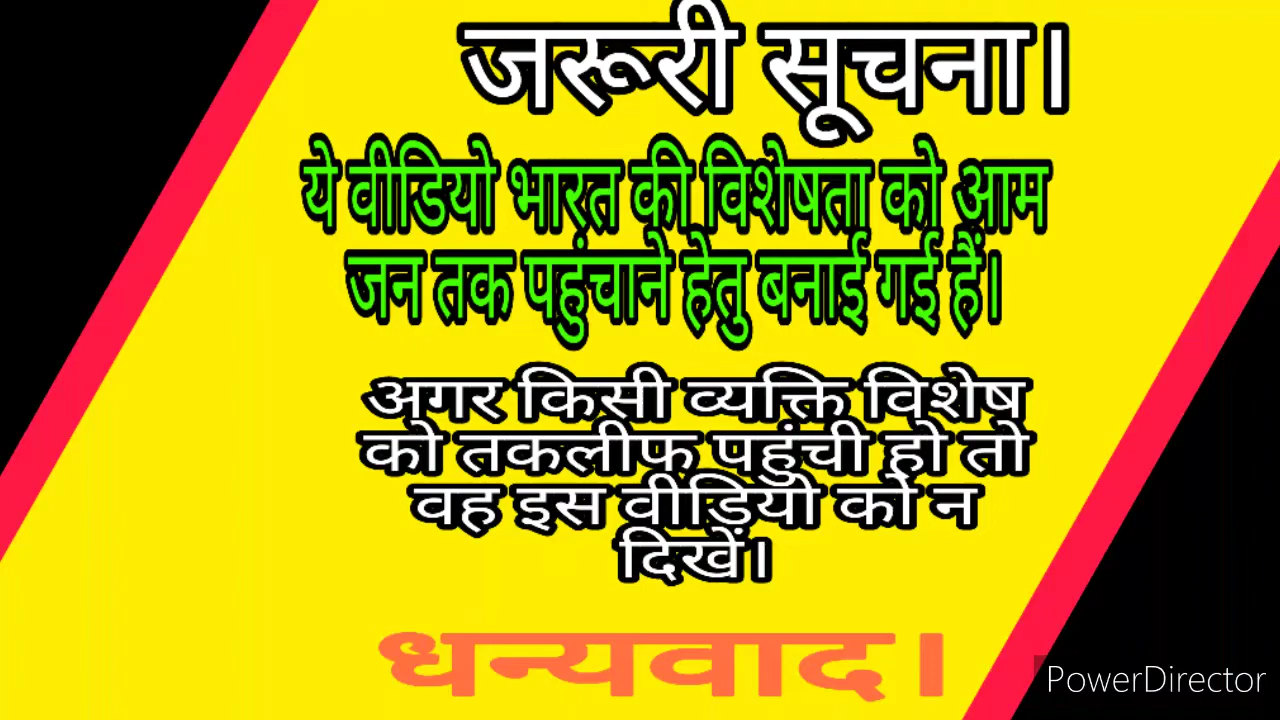 जरूरी सूचना।
ये वीडियो भारत की विशेषता को आम
जन तक पहुंचाने हेतु बनाई गई हैं।
अगर किसी व्यक्ति विशेष
को तकलीफ पहुंची हो तो
वह इस वीडियो को न
दिखें।
धन्यवाद।
PowerDirector